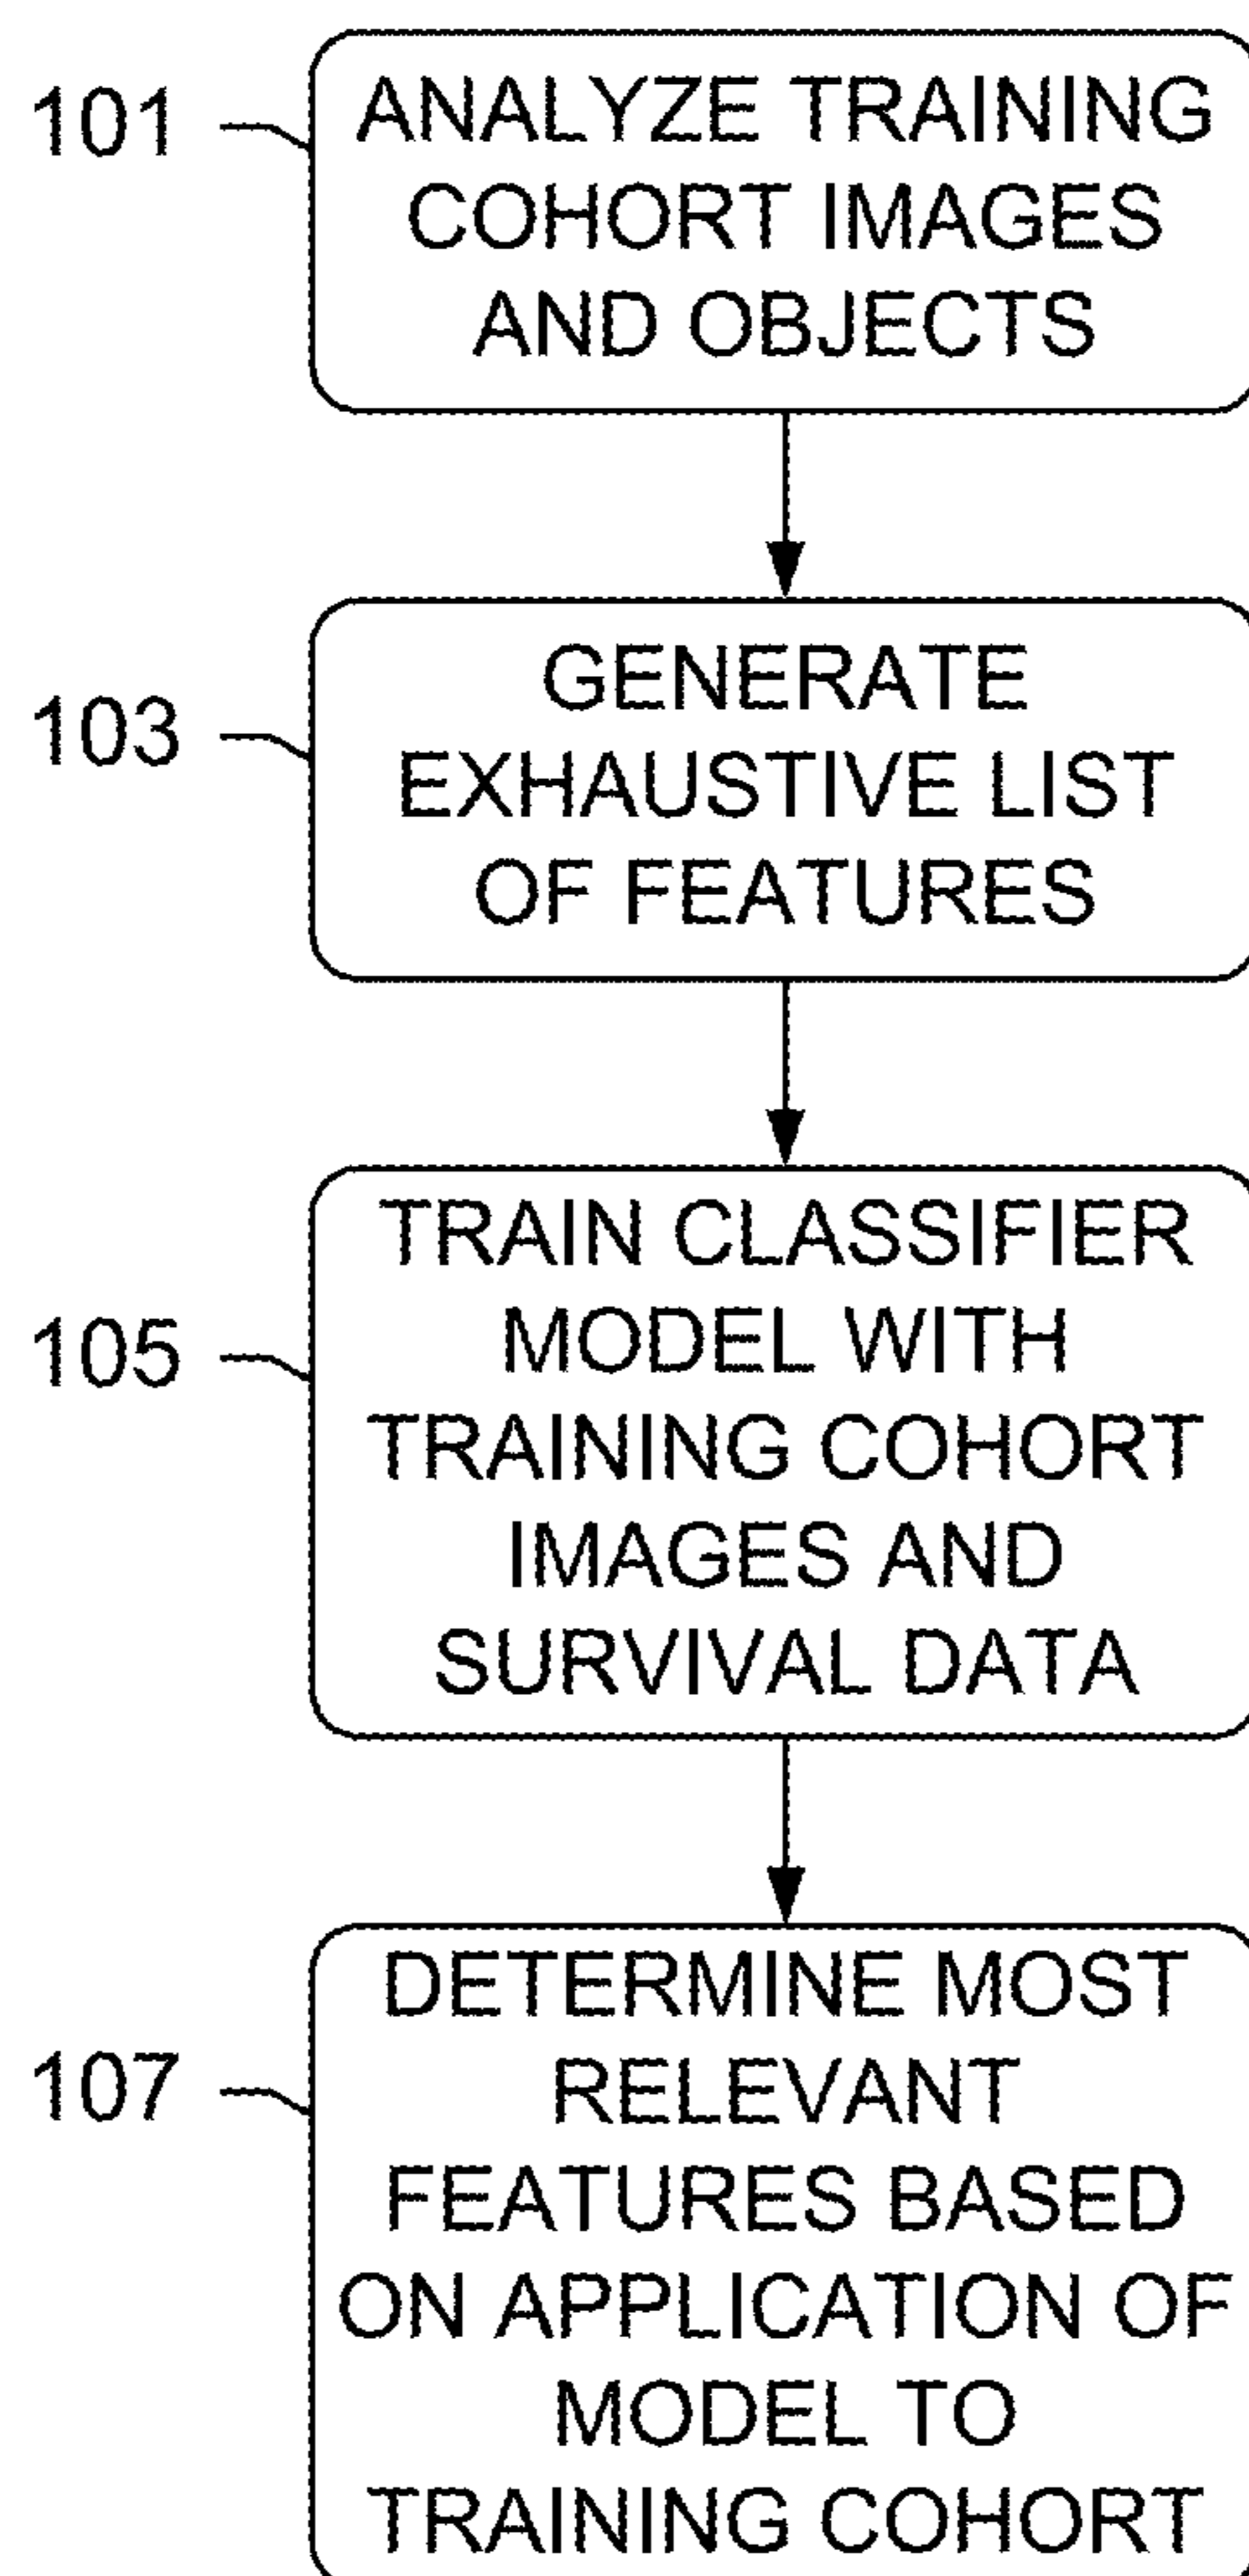 101
ANALYZE TRAINING
COHORT IMAGES
AND OBJECTS
103
GENERATE
EXHAUSTIVE LIST
OF FEATURES
105
TRAIN CLASSIFIER
MODEL WITH
TRAINING COHORT
IMAGES AND
SURVIVAL DATA
107
DETERMINE MOST
RELEVANT
FEATURES BASED
ON APPLICATION OF
MODEL TO
TRAINING COHORT